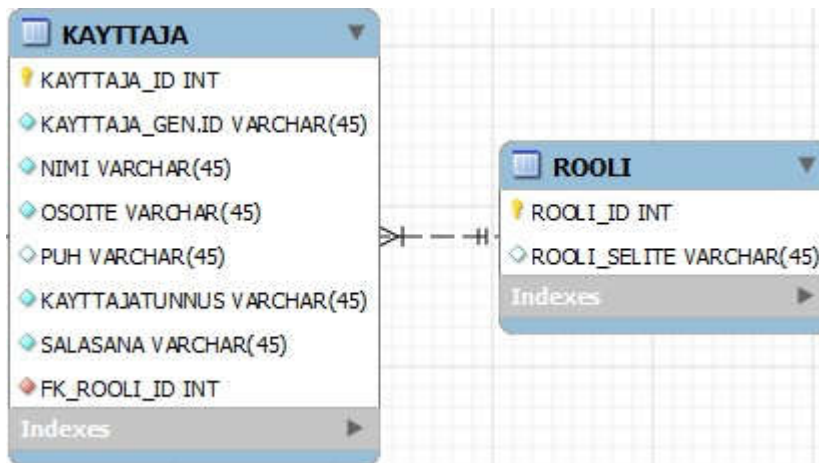 KAYTTAJA
KAYTTAJA_ID INT
KAYTTAJA_GEN.ID VARCHAR(45)
NIMI VARCHAR(45)
OSOITE VARCHAR(45)
PUH VARCHAR(45)
KAYTTAJATUNNUS VARCHAR(45)
SALASANA VARCHAR(45)
FK_ROOLI_ID INT
Indexes
ROOLI
ROOLI_ID INT
ROOLI_SELITE VARCHAR(45)
Indexes